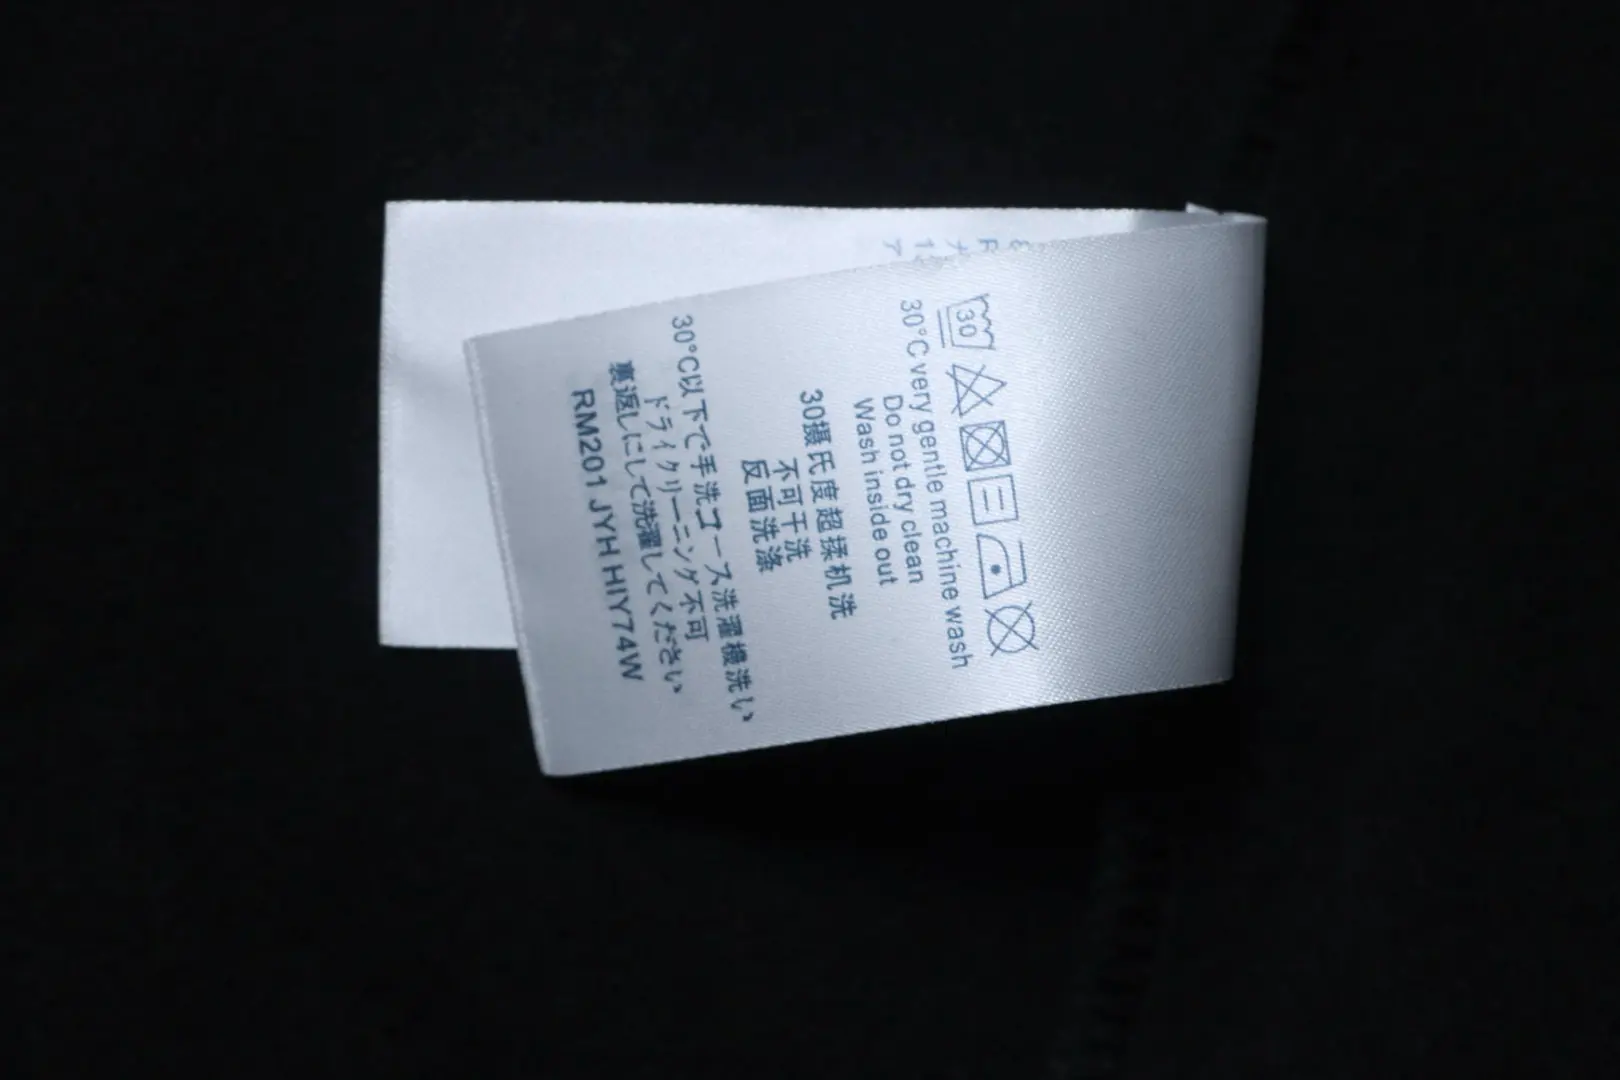 30
30°C very gentle machine wash
Do not dry clean
Wash inside out
30摄氏度超揉机洗
不可干洗
反面洗涤
30°C以下で手洗コース洗濯機洗い
ドライクリーニング不可
裏返しにして洗濯してください
RM201 JYH HIY74W